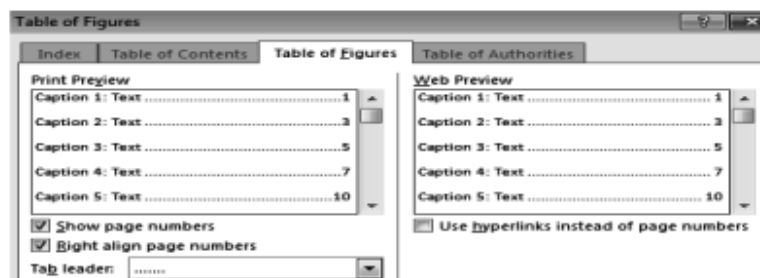 Table of Figures
Index Table of Contents Table of Figures Table of Authorities
Print Preview
Caption 1: Text ............................................1
Caption 2: Text ............................................3
Caption 3: Text ............................................5
Caption 4: Text ............................................7
Caption 5: Text ..........................................10
Show page numbers
Right align page numbers
Tab leader: .......
Web Preview
Caption 1: Text ............................................ 1
Caption 2: Text ............................................ 3
Caption 3: Text ............................................ 5
Caption 4: Text ............................................ 7
Caption 5: Text .......................................... 10
Use hyperlinks instead of page numbers